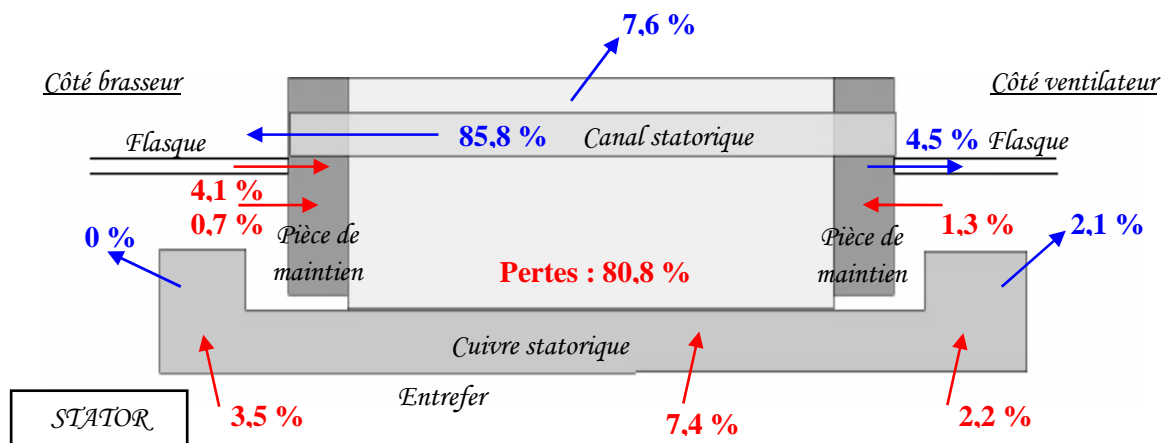 7,6 %
Côté brasseur
Côté ventilateur
Flasque
85,8 %
Canal statorique
4,5 %
Flasque
4,1 %
0,7 %
1,3 %
0 %
2,1 %
Pièce de
maintien
Pièce de
maintien
Pertes : 80,8 %
Cuivre statorique
Entrefer
STATOR
3,5 %
7,4 %
2,2 %